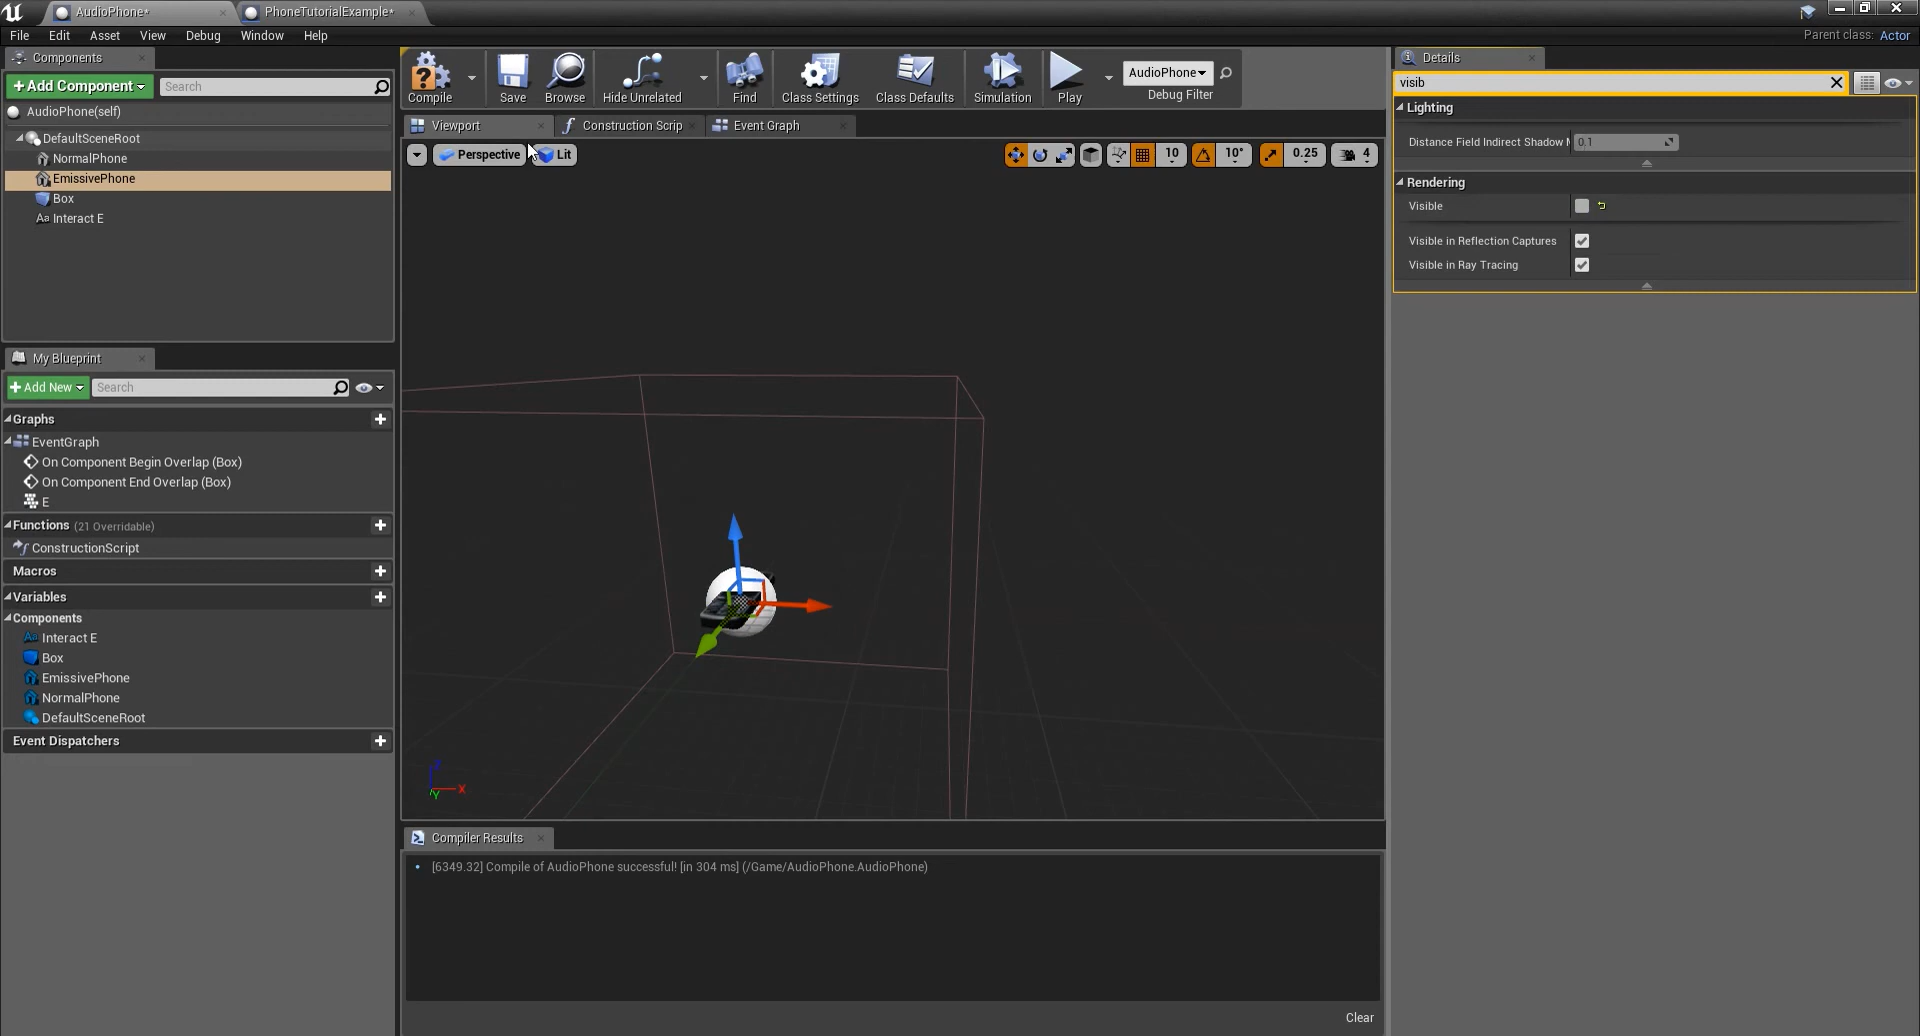 AudioPhone*
PhoneTutorialExample*
File Edit Asset View Debug Window Help
Parent class: Actor
Components
+Add Component
Search
AudioPhone(self)
DefaultSceneRoot
NormalPhone
EmissivePhone
Box
Aa Interact E
My Blueprint
+Add New
Search
Graphs
EventGraph
On Component Begin Overlap (Box)
On Component End Overlap (Box)
E
Functions (21 Overridable)
ConstructionScript
Macros
Variables
Components
Aa Interact E
Box
EmissivePhone
NormalPhone
DefaultSceneRoot
Event Dispatchers
Compile
Save
Browse
Hide Unrelated
Find
Class Settings
Class Defaults
Simulation
Play
AudioPhone
Debug Filter
Viewport
Construction Scrip
Event Graph
Perspective
Lit
10
10°
0.25
4
Z
X
Y
Compiler Results
• [6349.32] Compile of AudioPhone successful! [in 304 ms] (/Game/AudioPhone.AudioPhone)
Clear
Details
visib
Lighting
Distance Field Indirect Shadow
0.1
Rendering
Visible
Visible in Reflection Captures
Visible in Ray Tracing